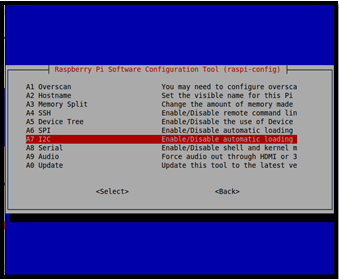 Raspberry Pi Software Configuration Tool (raspi-config)
A1 Overscan You may need to configure oversca
A2 Hostname Set the visible name for this Pi
A3 Memory Split Change the amount of memory made
A4 SSH Enable/Disable remote command lin
A5 Device Tree Enable/Disable the use of Device
A6 SPI Enable/Disable automatic loading
A7 I2C Enable/Disable automatic loading
A8 Serial Enable/Disable shell and kernel m
A9 Audio Force audio out through HDMI or 3
A0 Update Update this tool to the latest ve
<Select> <Back>